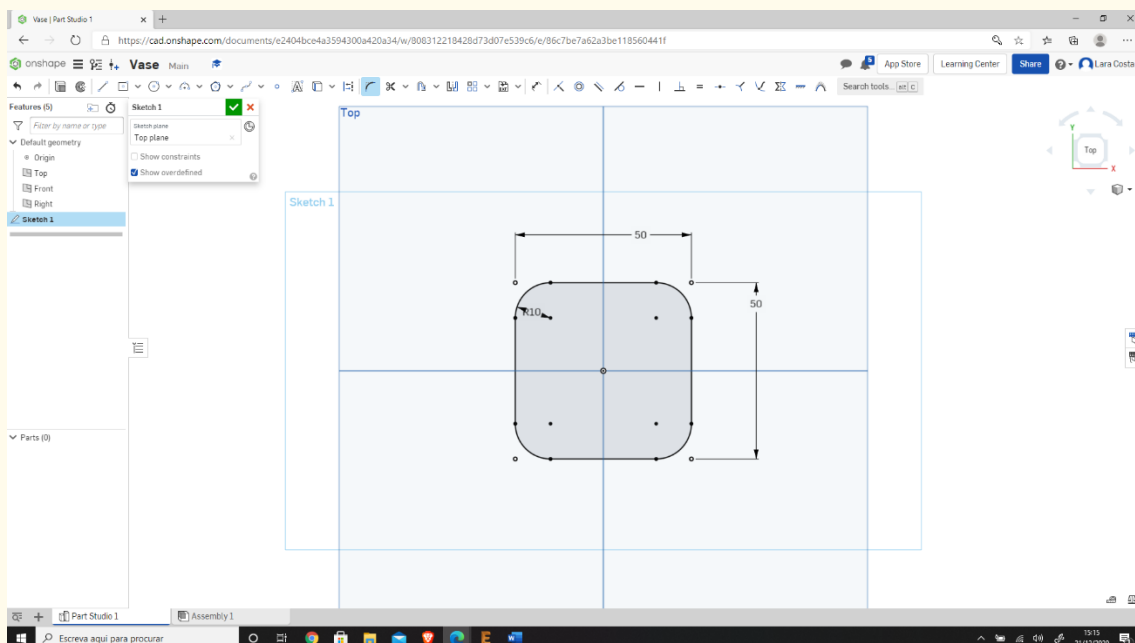 Vase | Part Studio 1
https://cad.onshape.com/documents/e2404bce4a3594300a420a34/w/808312218428d73d07e539c6/e/86c7be7a62a3be118560441f
onshape Vase Main App Store Learning Center Share Lara Costa
Search tools... alt C
Features (5)
Filter by name or type
Default geometry
Origin
Top
Front
Right
Sketch 1
Sketch 1
Sketch plane
Top plane
Show constraints
Show overdefined
Top
Sketch 1
50
R10
50
Y
Top
X
Parts (0)
Part Studio 1
Assembly 1
Escreva aqui para procurar
15:15